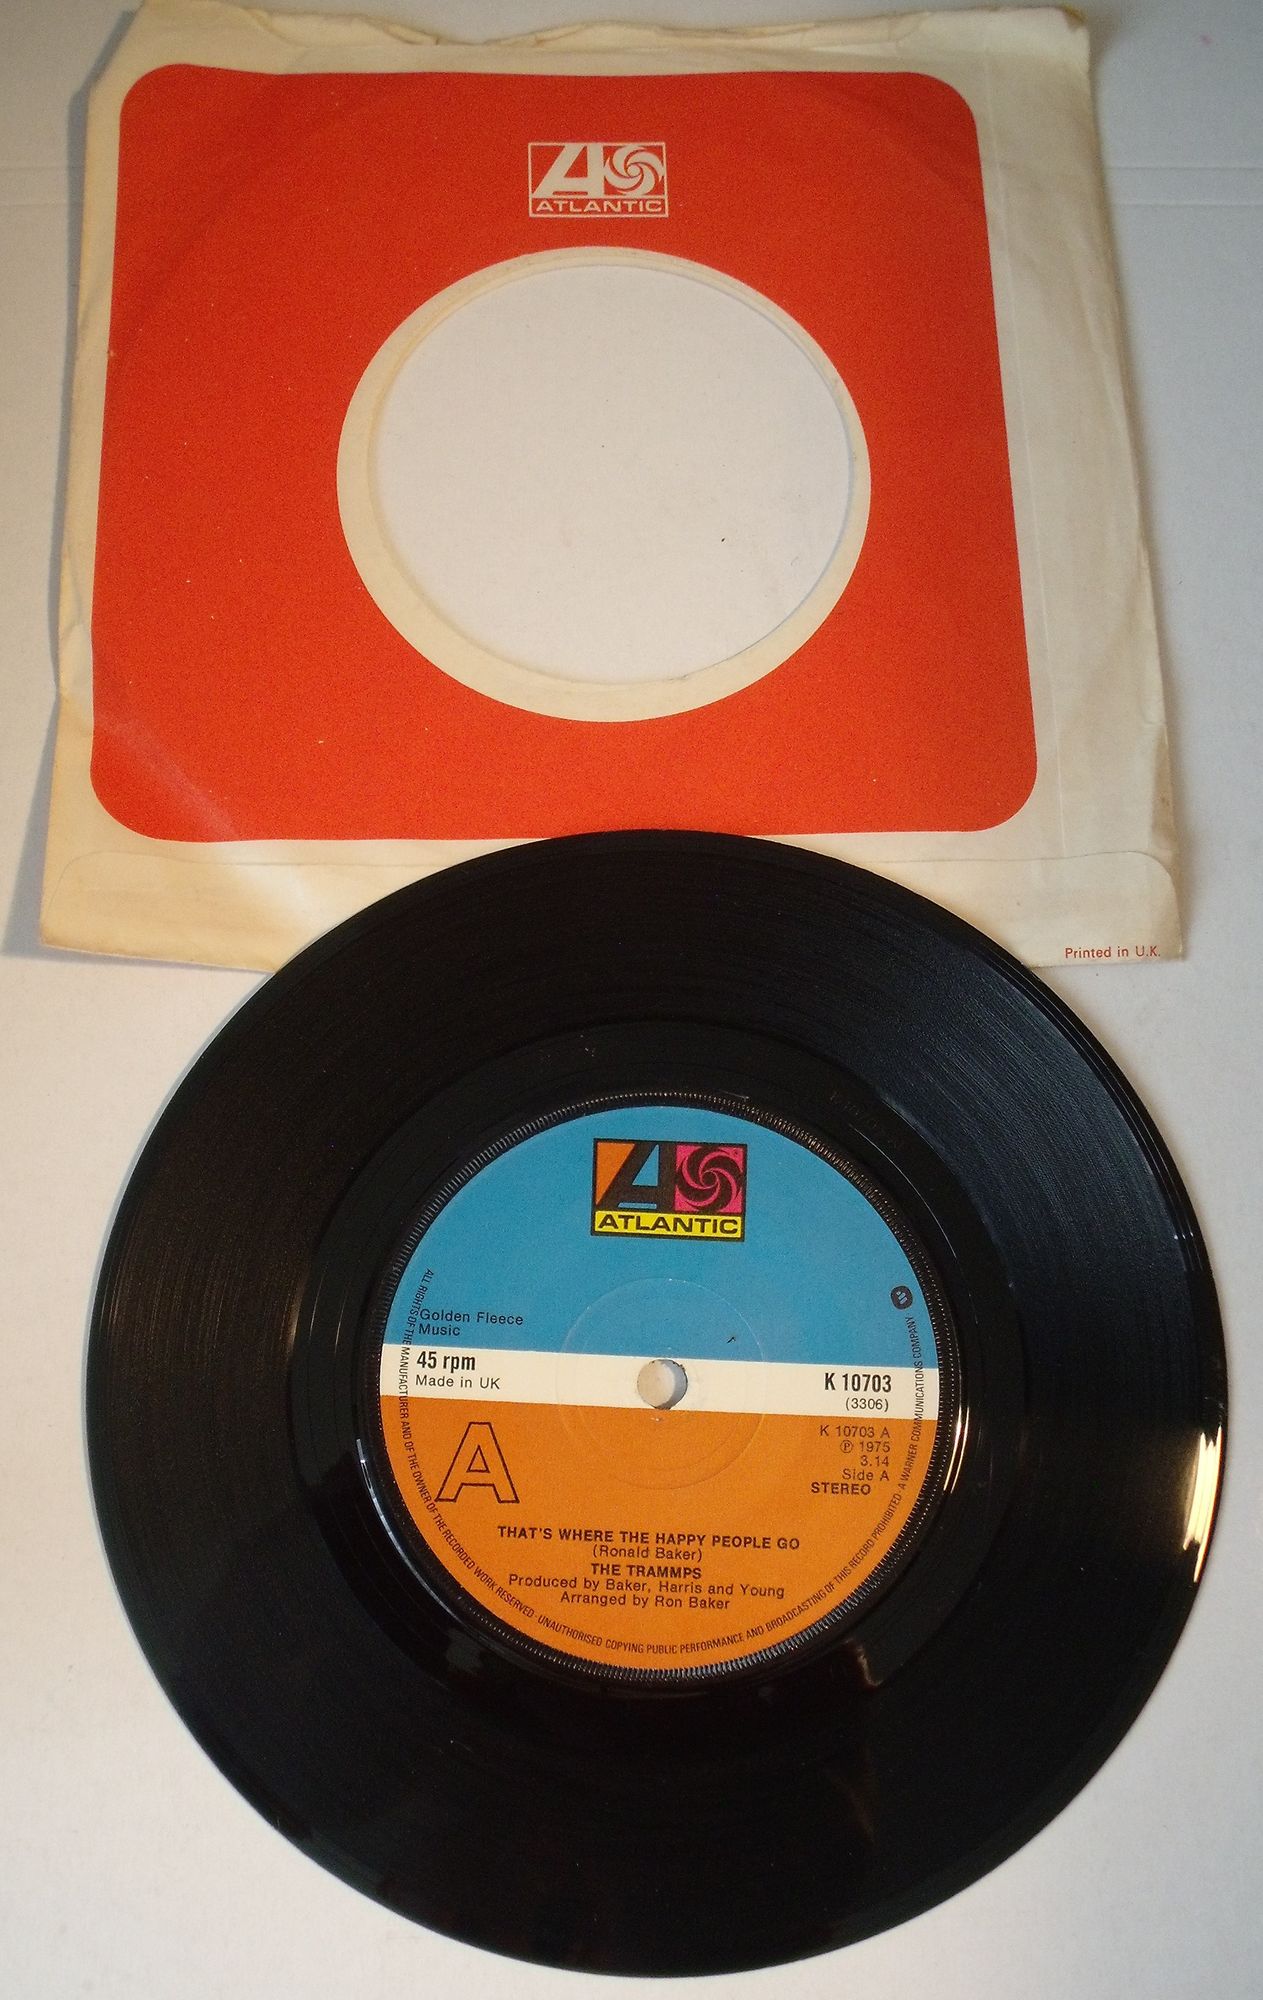 ATLANTIC
Printed in U.K.
ATLANTIC
Golden Fleece
Music
45 rpm
Made in UK
K 10703
(3306)
K 10703 A
℗ 1975
3.14
Side A
STEREO
A
THAT'S WHERE THE HAPPY PEOPLE GO
(Ronald Baker)
THE TRAMMPS
Produced by Baker, Harris and Young
Arranged by Ron Baker
ALL RIGHTS OF THE MANUFACTURER AND OF THE OWNER OF THE RECORDED WORK RESERVED · UNAUTHORISED COPYING PUBLIC PERFORMANCE AND BROADCASTING OF THIS RECORD PROHIBITED · A WARNER COMMUNICATIONS COMPANY